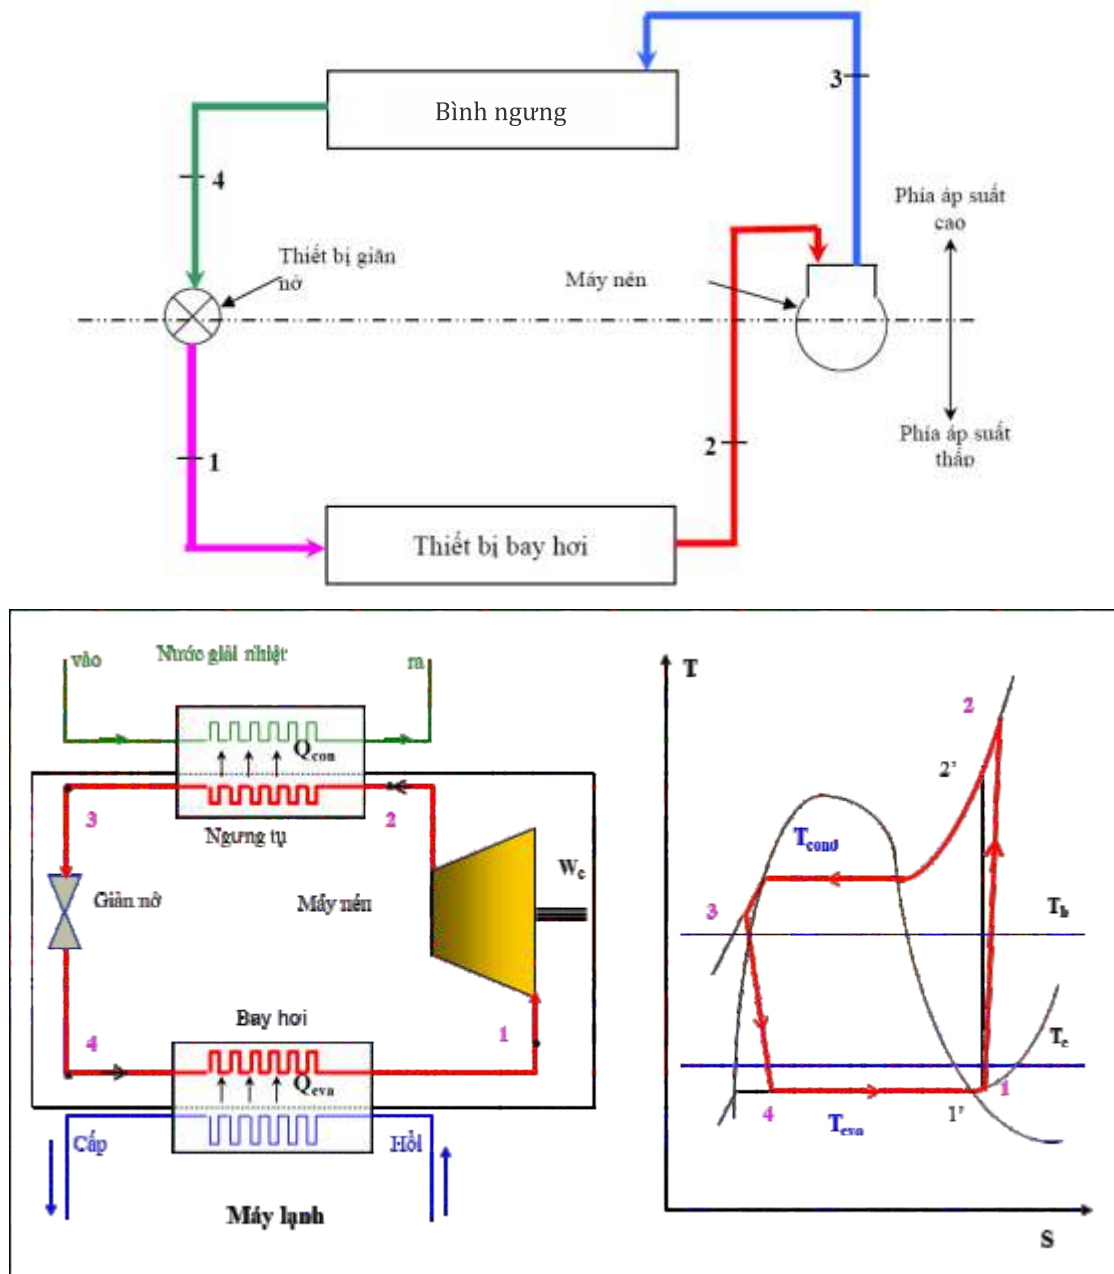 Bình ngưng
3
4
Phía áp suất
cao
Thiết bị giãn
nở
Máy nén
Phía áp suất
thấp
1
2
Thiết bị bay hơi
vào
Nước giải nhiệt
ra
Qcon
3
2
Ngưng tụ
Giãn nở
Máy nén
Wc
Bay hơi
4
1
Qeva
Cấp
Hồi
Máy lạnh
T
2
2'
Tcond
3
Th
Tc
4
Teva
1'
1
S